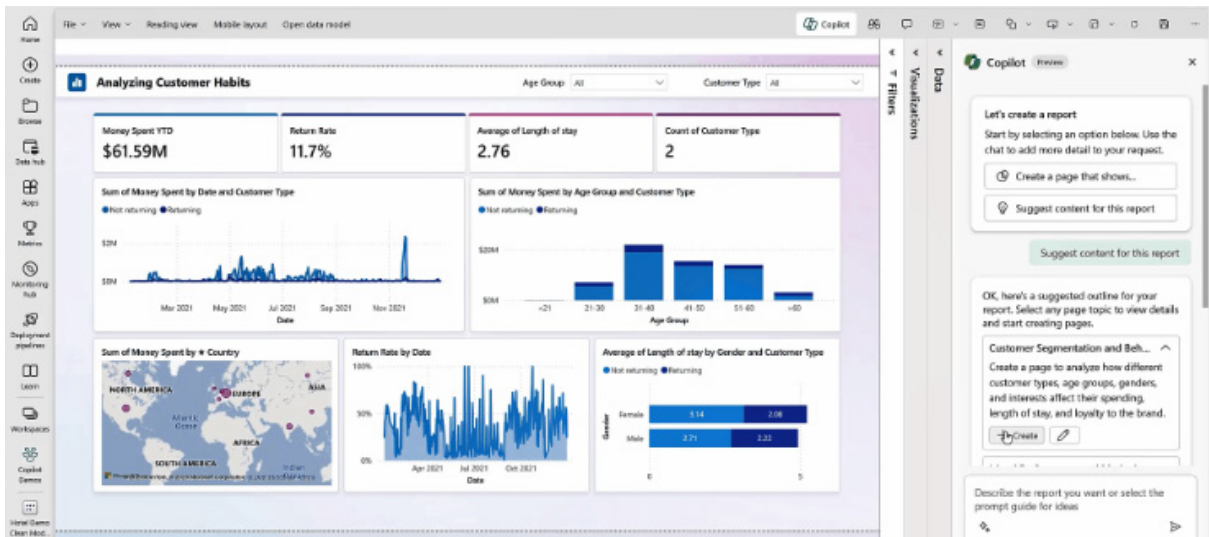 Home
Create
Browse
Data hub
Apps
Metrics
Monitoring
hub
Deployment
pipelines
Learn
Workspaces
Copilot
Demos
Hotel Demo
Clean Mod...
File View Reading view Mobile layout Open data model
Copilot
Analyzing Customer Habits
Age Group All
Customer Type All
Money Spent YTD
$61.59M
Return Rate
11.7%
Average of Length of stay
2.76
Count of Customer Type
2
Sum of Money Spent by Date and Customer Type
Not returning Returning
$2M
$0M
Mar 2021 May 2021 Jul 2021 Sep 2021 Nov 2021
Date
Sum of Money Spent by Age Group and Customer Type
Not returning Returning
$20M
$0M
<21 21-30 31-40 41-50 51-60 >60
Age Group
Sum of Money Spent by ★ Country
NORTH AMERICA
EUROPE
ASIA
Atlantic
Ocean
AFRICA
SOUTH AMERICA
Indian
Return Rate by Date
100%
50%
0%
Apr 2021 Jul 2021 Oct 2021
Date
Average of Length of stay by Gender and Customer Type
Not returning Returning
Gender
Female 3.14 2.08
Male 2.71 2.22
0 5
Filters
Visualizations
Data
Copilot Preview
Let's create a report
Start by selecting an option below. Use the
chat to add more detail to your request.
Create a page that shows...
Suggest content for this report
Suggest content for this report
OK, here's a suggested outline for your
report. Select any page topic to view details
and start creating pages.
Customer Segmentation and Beh...
Create a page to analyze how different
customer types, age groups, genders,
and interests affect their spending,
length of stay, and loyalty to the brand.
Create
Describe the report you want or select the
prompt guide for ideas